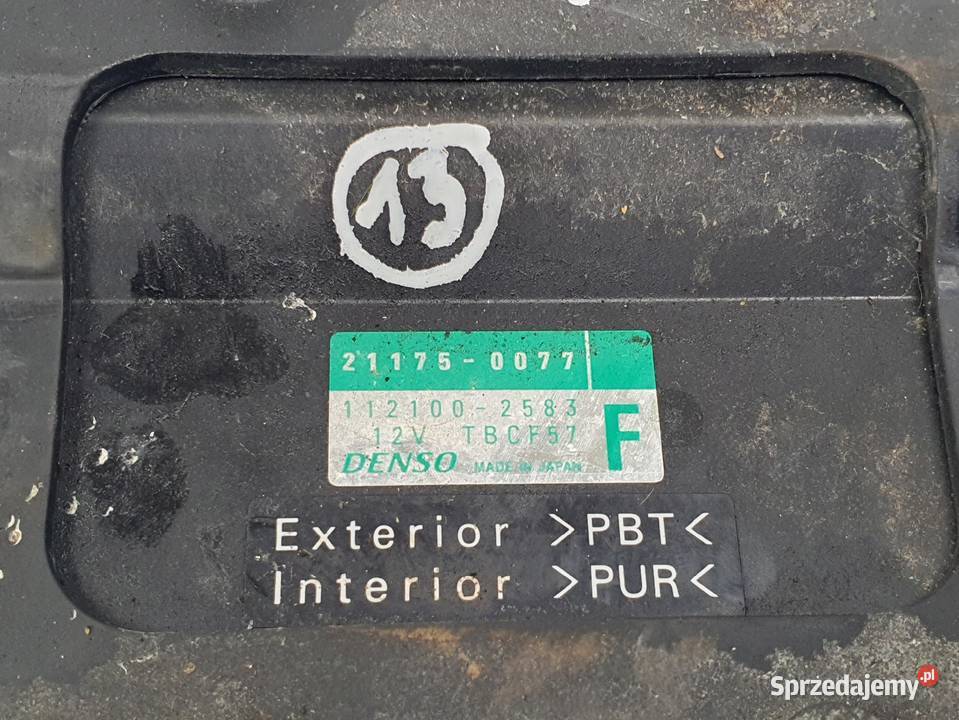 13
21175-0077
112100-2583
F
12V TBCF57
DENSO MADE IN JAPAN
Exterior >PBT<
Interior >PUR<
Sprzedajemy.pl